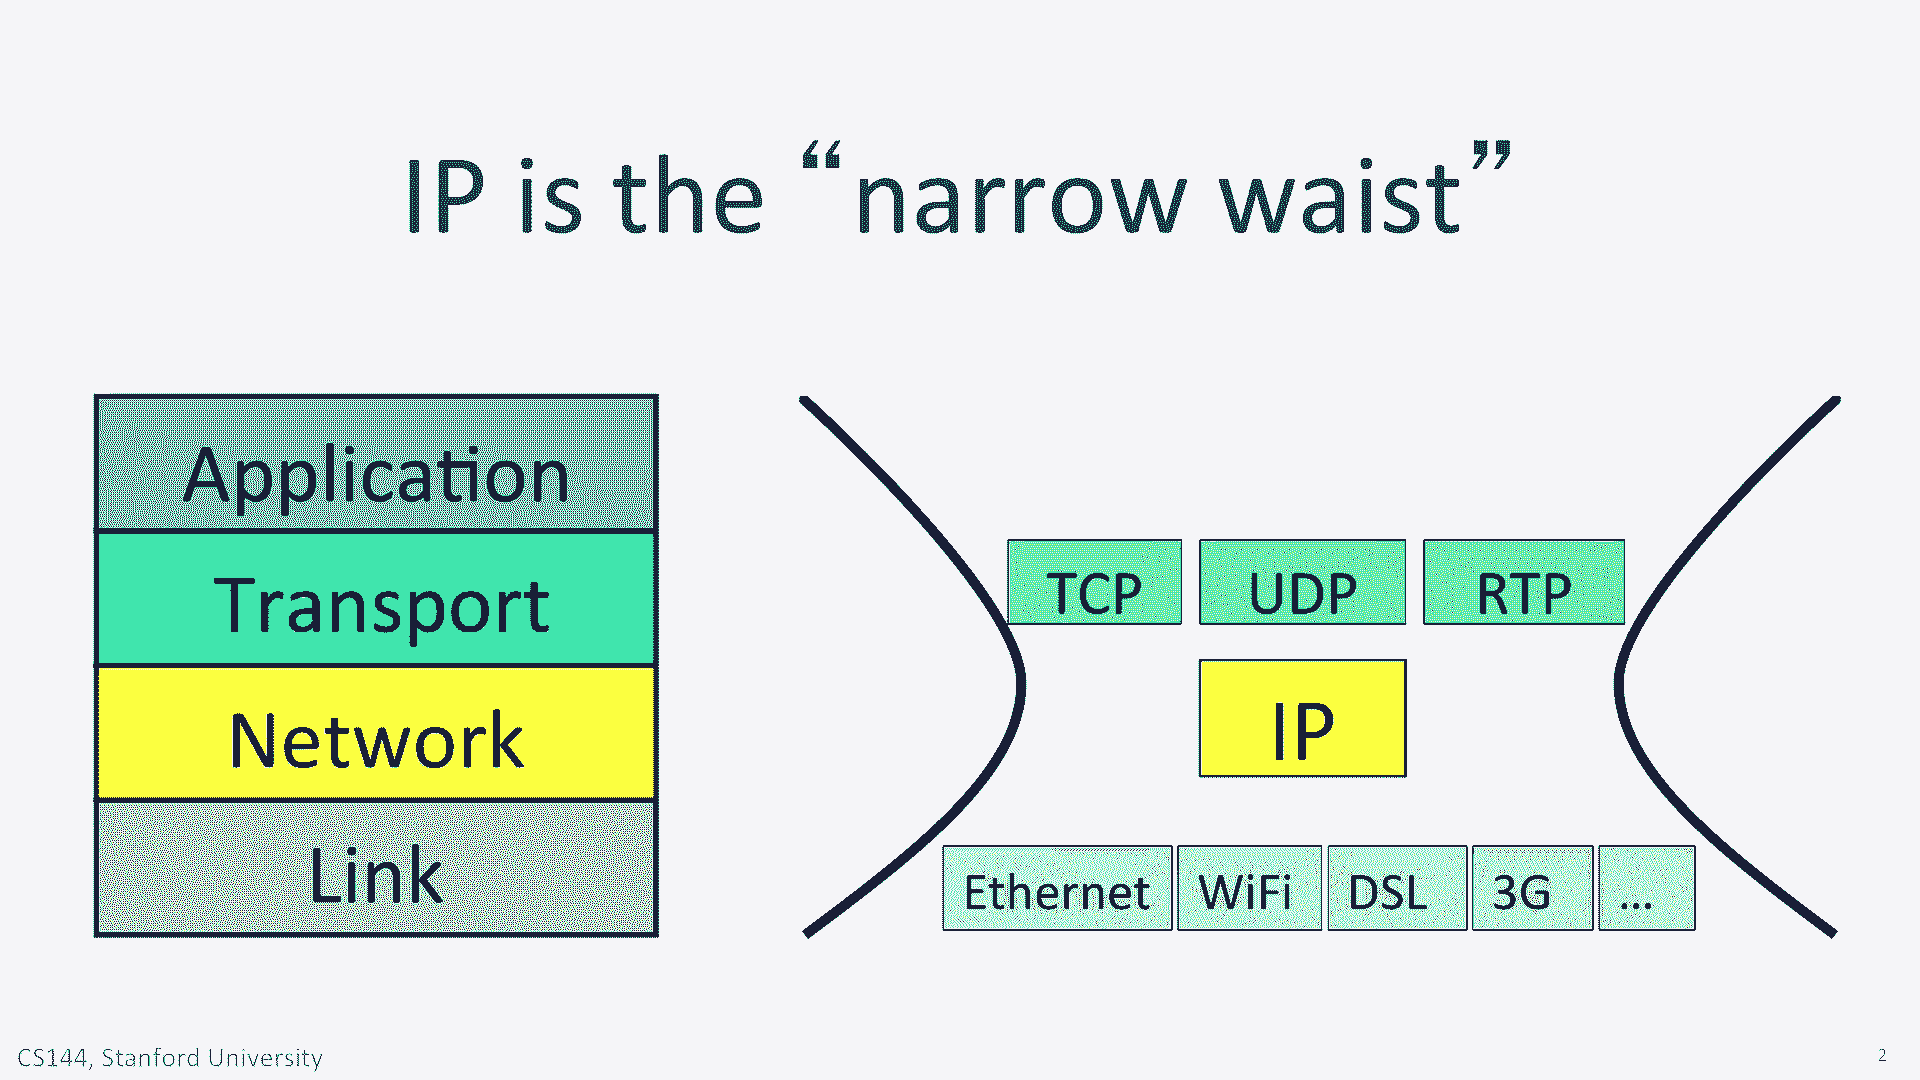 IP is the “narrow waist”
Application
Transport
Network
Link
TCP UDP RTP
IP
Ethernet WiFi DSL 3G ...
CS144, Stanford University
2